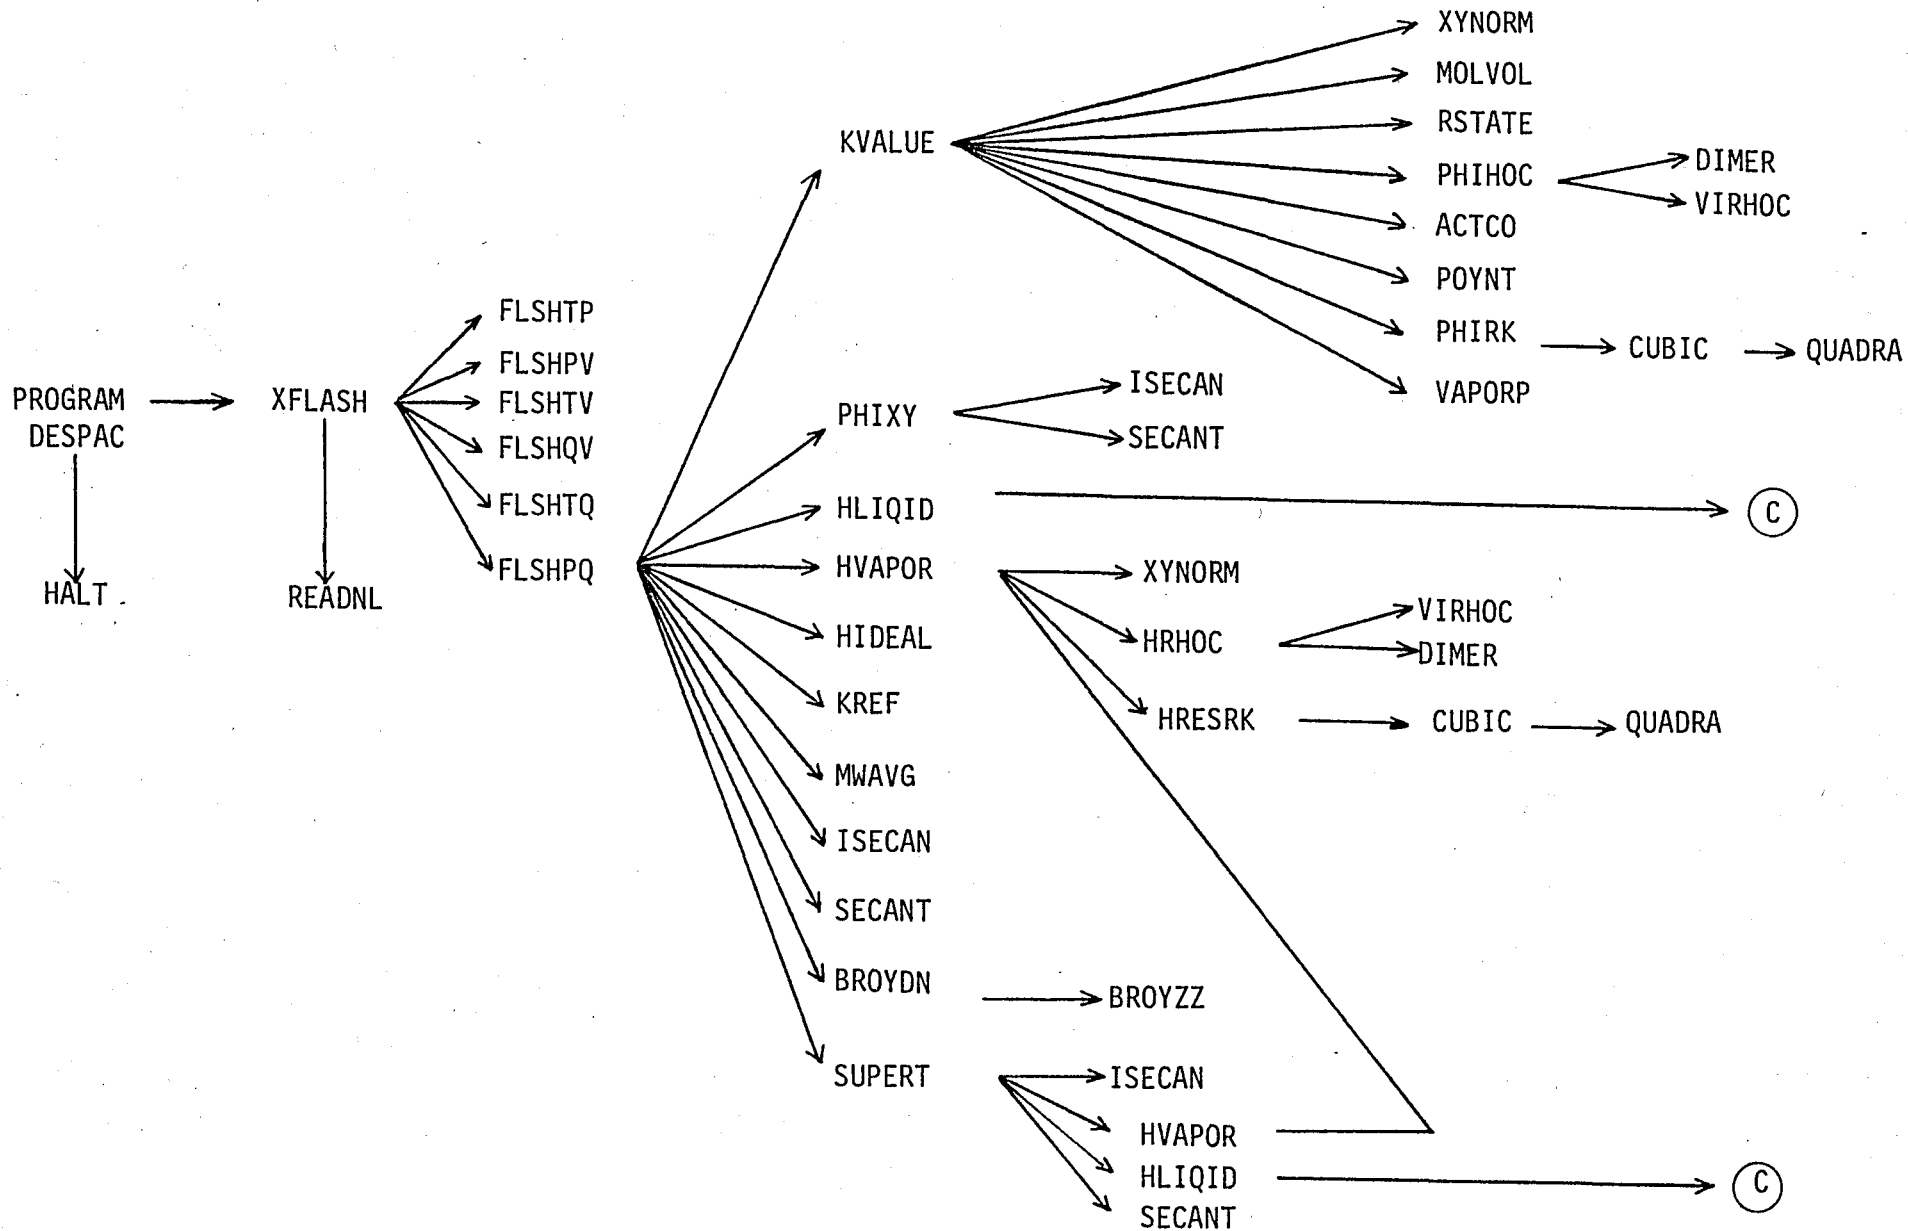 PROGRAM
DESPAC
HALT
XFLASH
READNL
FLSHTP
FLSHPV
FLSHTV
FLSHQV
FLSHTQ
FLSHPQ
KVALUE
PHIXY
HLIQID
HVAPOR
HIDEAL
KREF
MWAVG
ISECAN
SECANT
BROYDN
SUPERT
XYNORM
MOLVOL
RSTATE
PHIHOC
ACTCO
POYNT
PHIRK
VAPORP
DIMER
VIRHOC
CUBIC
QUADRA
ISECAN
SECANT
C
XYNORM
HRHOC
HRESRK
VIRHOC
DIMER
CUBIC
QUADRA
BROYZZ
ISECAN
HVAPOR
HLIQID
SECANT
C